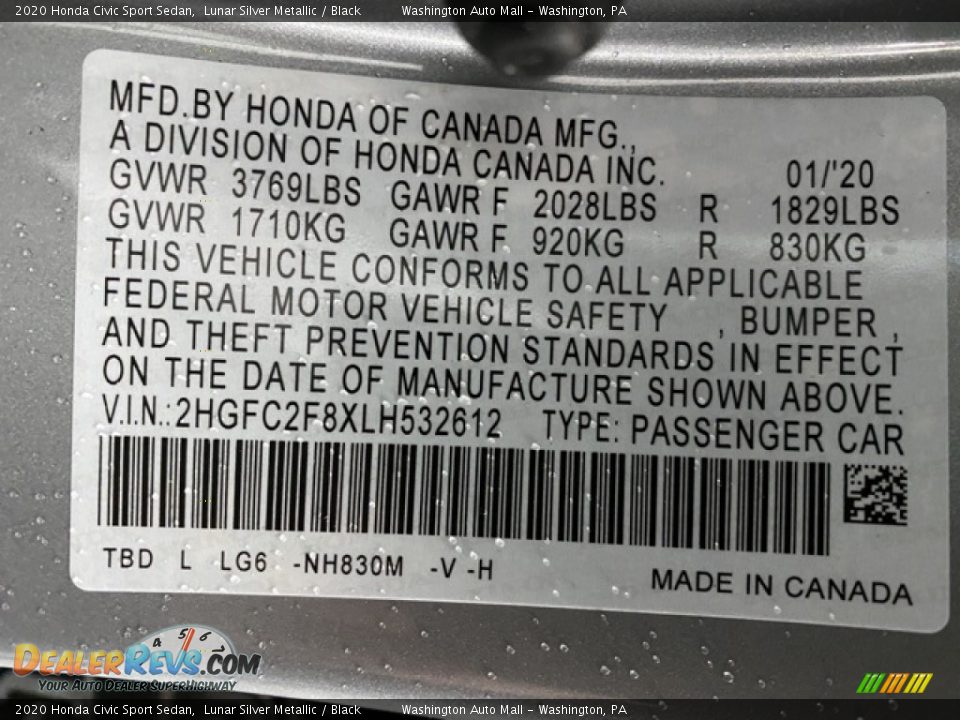 2020 Honda Civic Sport Sedan,  Lunar Silver Metallic / Black        Washington Auto Mall - Washington, PA
MFD.BY HONDA OF CANADA MFG.,
A DIVISION OF HONDA CANADA INC.   01/'20
GVWR 3769LBS  GAWR F 2028LBS  R  1829LBS
GVWR 1710KG  GAWR F 920KG  R  830KG
THIS VEHICLE CONFORMS TO ALL APPLICABLE
FEDERAL MOTOR VEHICLE SAFETY  , BUMPER ,
AND THEFT PREVENTION STANDARDS IN EFFECT
ON THE DATE OF MANUFACTURE SHOWN ABOVE.
V.I.N.:2HGFC2F8XLH532612  TYPE: PASSENGER CAR
TBD  L  LG6  -NH830M  -V -H
MADE IN CANADA
4 5 6
DEALERREVS.COM
YOUR AUTO DEALER SUPERHIGHWAY
2020 Honda Civic Sport Sedan,  Lunar Silver Metallic / Black        Washington Auto Mall - Washington, PA